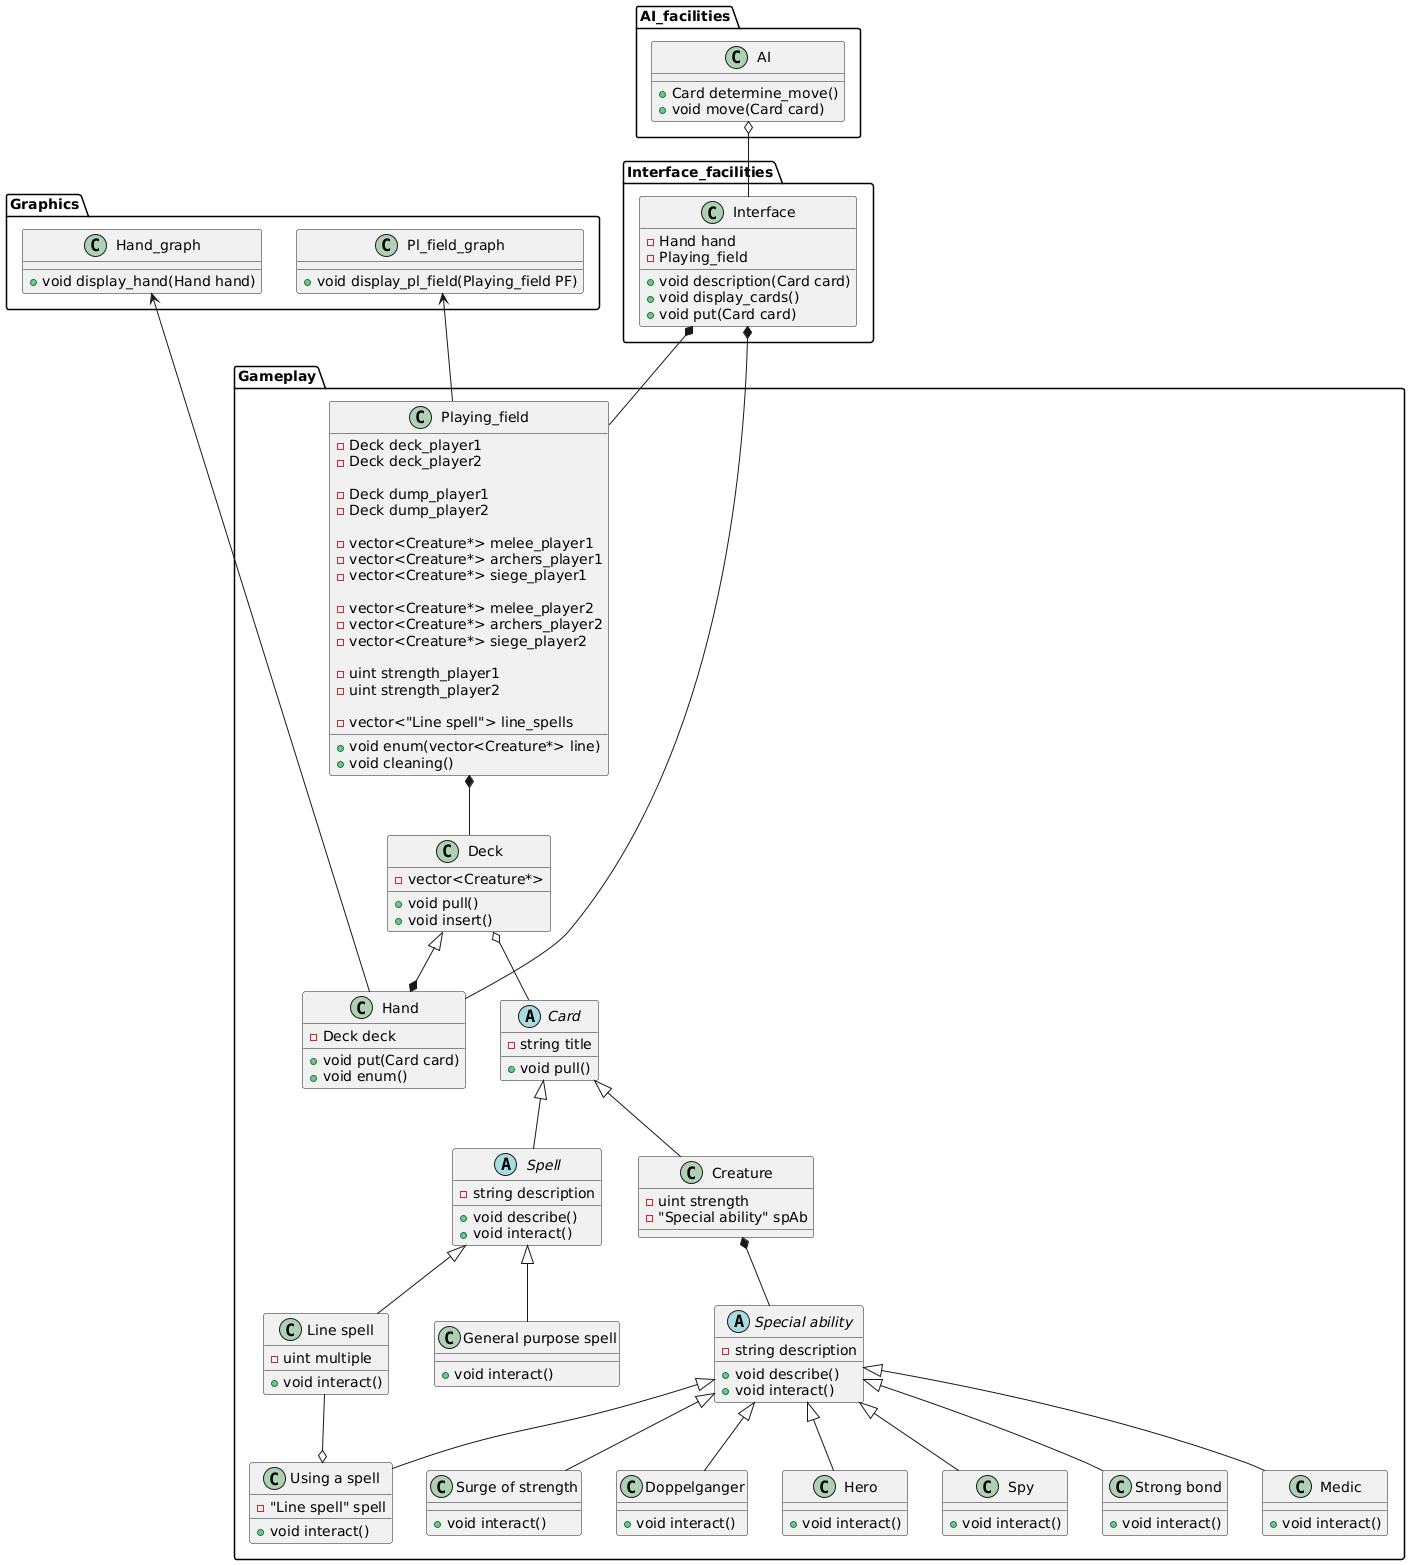 AI_facilities
C AI
Card determine_move()
void move(Card card)
Interface_facilities
C Interface
Hand hand
Playing_field
void description(Card card)
void display_cards()
void put(Card card)
Graphics
C Hand_graph
void display_hand(Hand hand)
C Pl_field_graph
void display_pl_field(Playing_field PF)
Gameplay
C Playing_field
Deck deck_player1
Deck deck_player2
Deck dump_player1
Deck dump_player2
vector<Creature*> melee_player1
vector<Creature*> archers_player1
vector<Creature*> siege_player1
vector<Creature*> melee_player2
vector<Creature*> archers_player2
vector<Creature*> siege_player2
uint strength_player1
uint strength_player2
vector<"Line spell"> line_spells
void enum(vector<Creature*> line)
void cleaning()
C Deck
vector<Creature*>
void pull()
void insert()
C Hand
Deck deck
void put(Card card)
void enum()
A Card
string title
void pull()
A Spell
string description
void describe()
void interact()
C Creature
uint strength
"Special ability" spAb
C Line spell
uint multiple
void interact()
C General purpose spell
void interact()
A Special ability
string description
void describe()
void interact()
C Using a spell
"Line spell" spell
void interact()
C Surge of strength
void interact()
C Doppelganger
void interact()
C Hero
void interact()
C Spy
void interact()
C Strong bond
void interact()
C Medic
void interact()